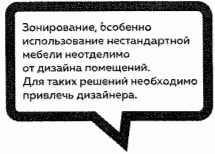 Зонирование, особенно
использование нестандартной
мебели неотделимо
от дизайна помещений.
Для таких решений необходимо
привлечь дизайнера.